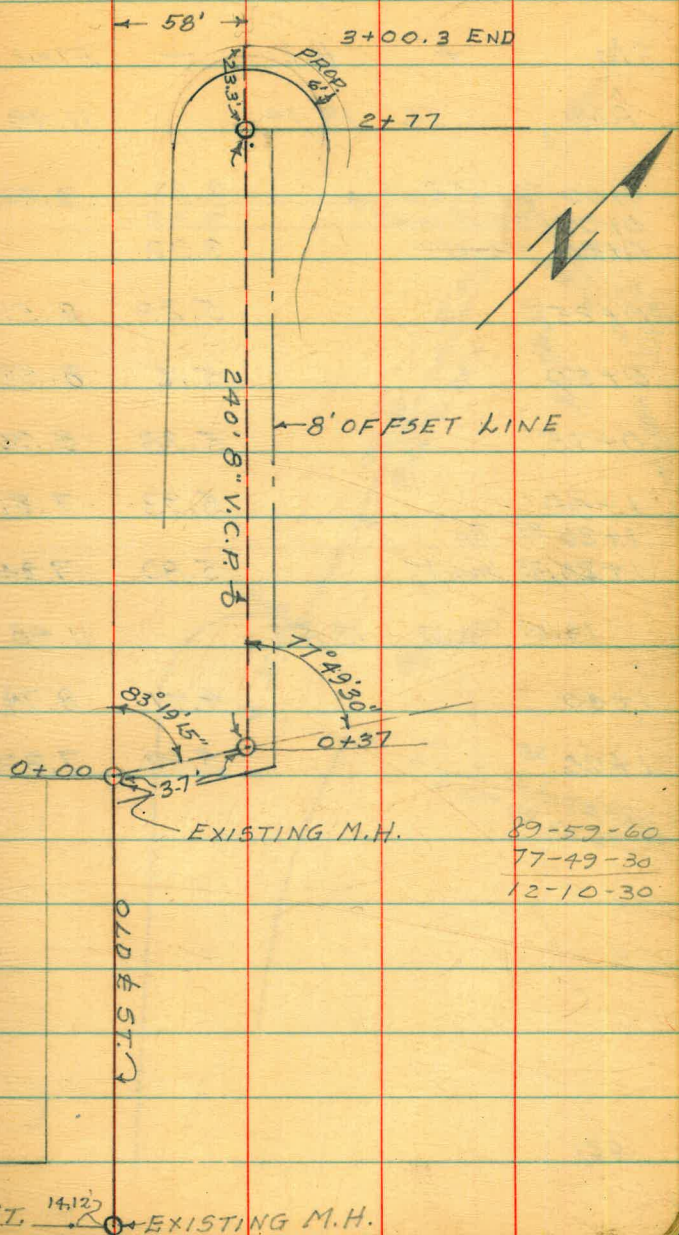 58'
3+00.3 END
PROP.
6'
23.3'
2+77
N
240' 8" V.C.P.
8' OFFSET LINE
77°49'30"
83°19'15"
0+37
0+00
37'
EXISTING M.H.
89-59-60
77-49-30
12-10-30
OLD ℄ ST.
14.12
T.
EXISTING M.H.